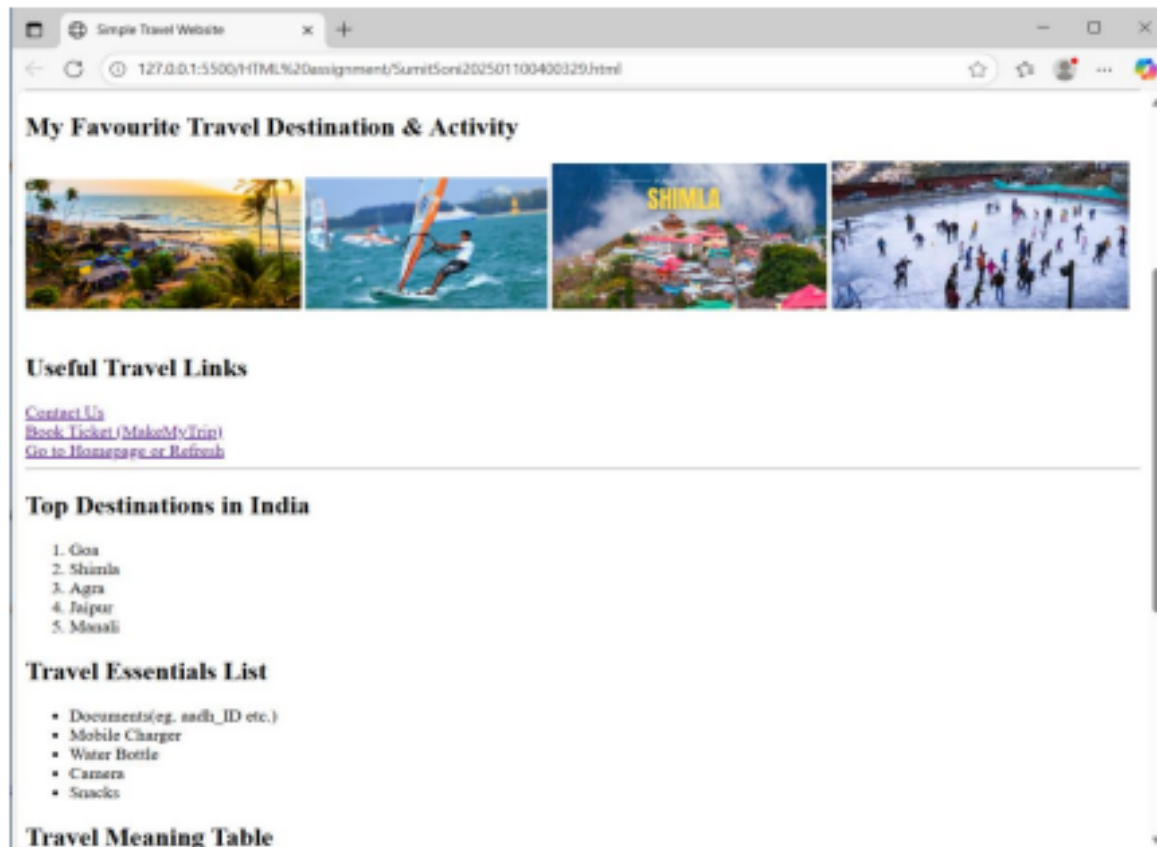 Simple Travel Website
127.0.0.1:5500/HTML%20assignment/SumitSoni202501100400329.html
My Favourite Travel Destination & Activity
SHIMLA
Useful Travel Links
Contact Us
Book Ticket (MakeMyTrip)
Go to Homepage or Refresh
Top Destinations in India
1. Goa
2. Shimla
3. Agra
4. Jaipur
5. Manali
Travel Essentials List
• Documents(eg. aadh_ID etc.)
• Mobile Charger
• Water Bottle
• Camera
• Snacks
Travel Meaning Table